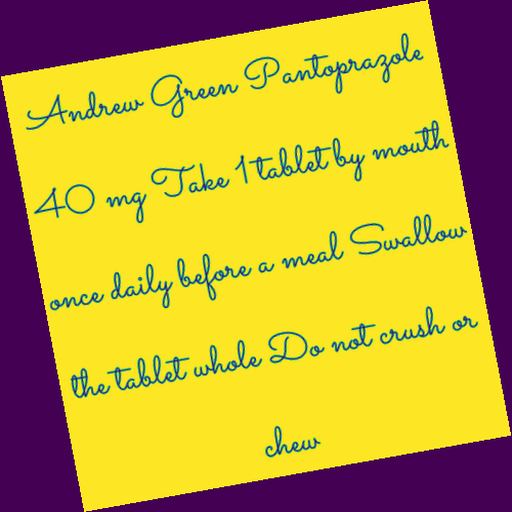 Andrew Green Pantoprazole
40 mg Take 1 tablet by mouth
once daily before a meal Swallow
the tablet whole Do not crush or
chew